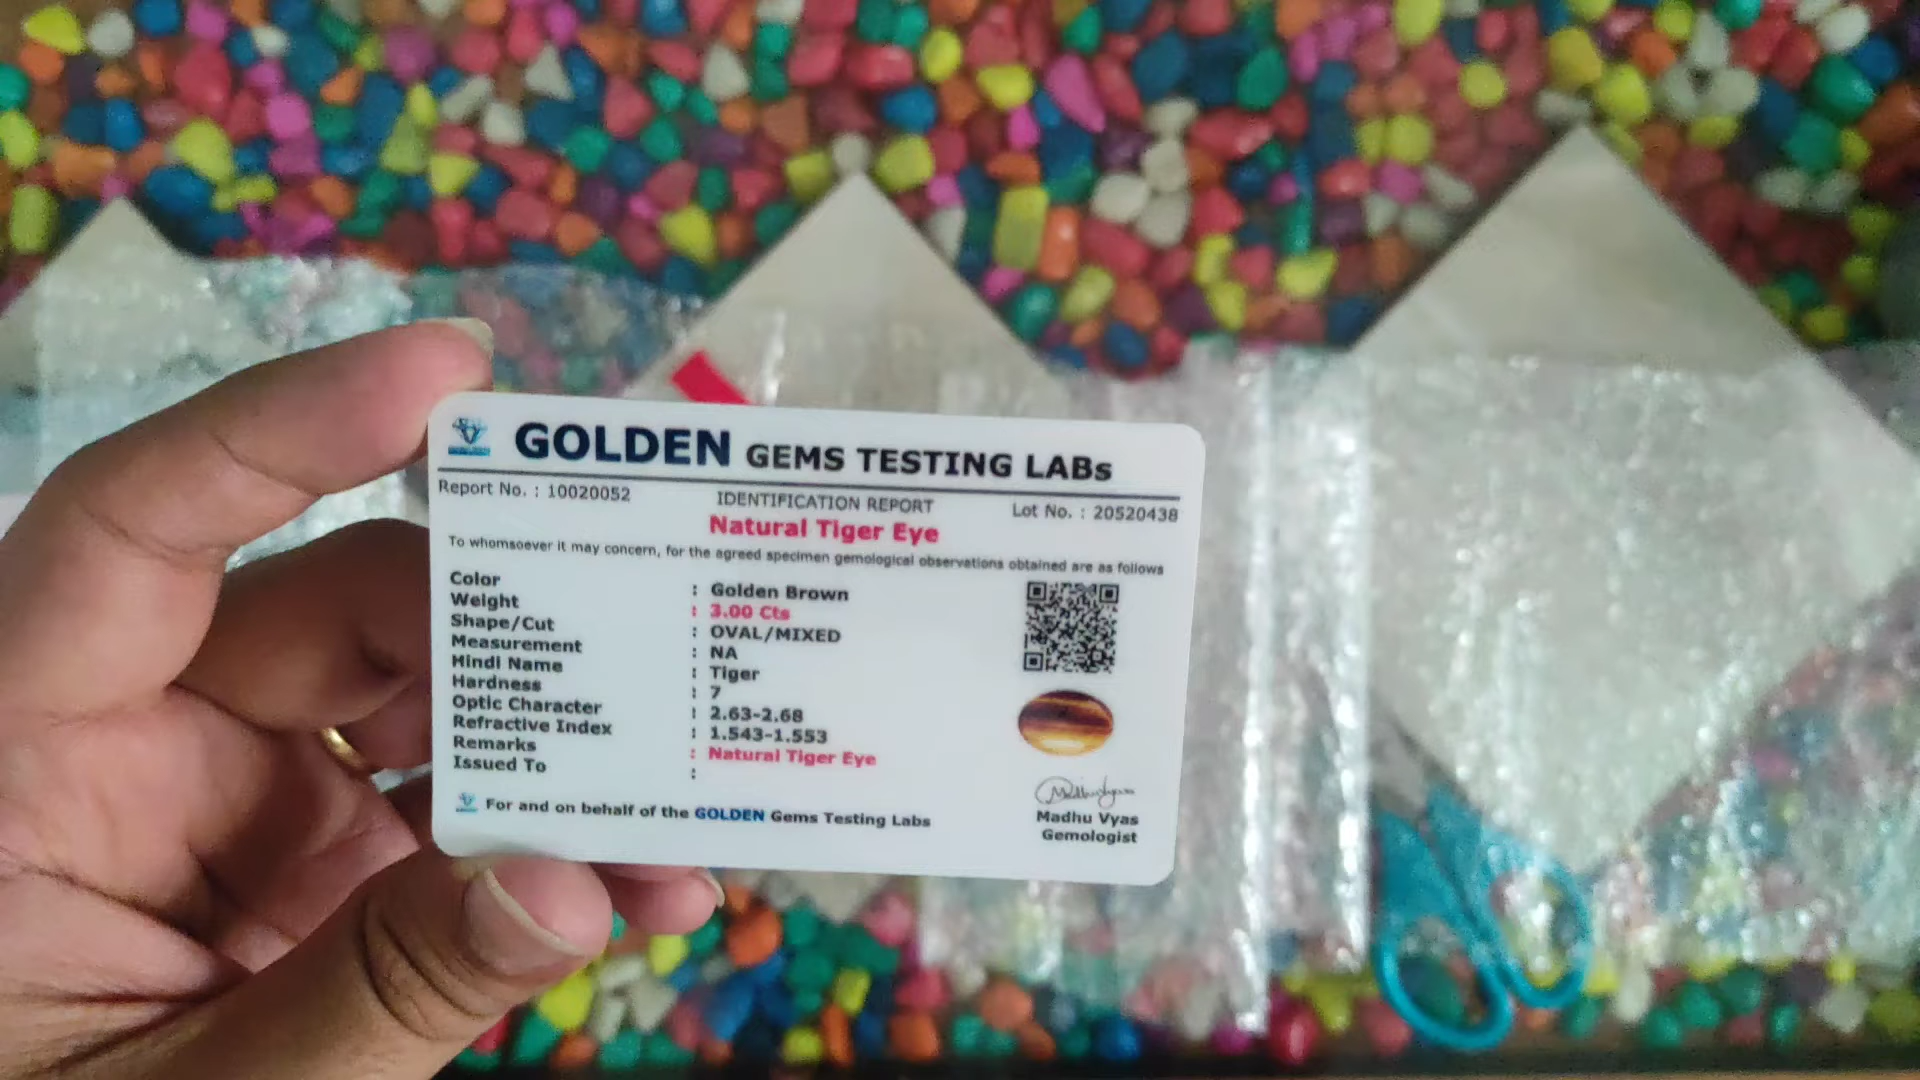 GOLDEN GEMS TESTING LABs
Report No. : 10020052
IDENTIFICATION REPORT
Lot No. : 20520438
Natural Tiger Eye
To whomsoever it may concern, for the agreed specimen gemological observations obtained are as follows
Color : Golden Brown
Weight : 3.00 Cts
Shape/Cut : OVAL/MIXED
Measurement : NA
Hindi Name : Tiger
Hardness : 7
Optic Character : 2.63-2.68
Refractive Index : 1.543-1.553
Remarks : Natural Tiger Eye
Issued To :
For and on behalf of the GOLDEN Gems Testing Labs
Madhu Vyas
Gemologist